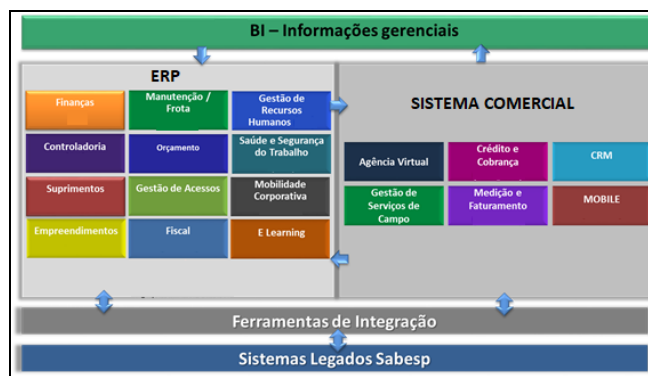 BI – Informações gerenciais
ERP
Finanças
Manutenção /
Frota
Gestão de
Recursos
Humanos
Controladoria
Orçamento
Saúde e Segurança
do Trabalho
Suprimentos
Gestão de Acessos
Mobilidade
Corporativa
Empreendimentos
Fiscal
E Learning
SISTEMA COMERCIAL
Agência Virtual
Crédito e
Cobrança
CRM
Gestão de
Serviços de
Campo
Medição e
Faturamento
MOBILE
Ferramentas de Integração
Sistemas Legados Sabesp